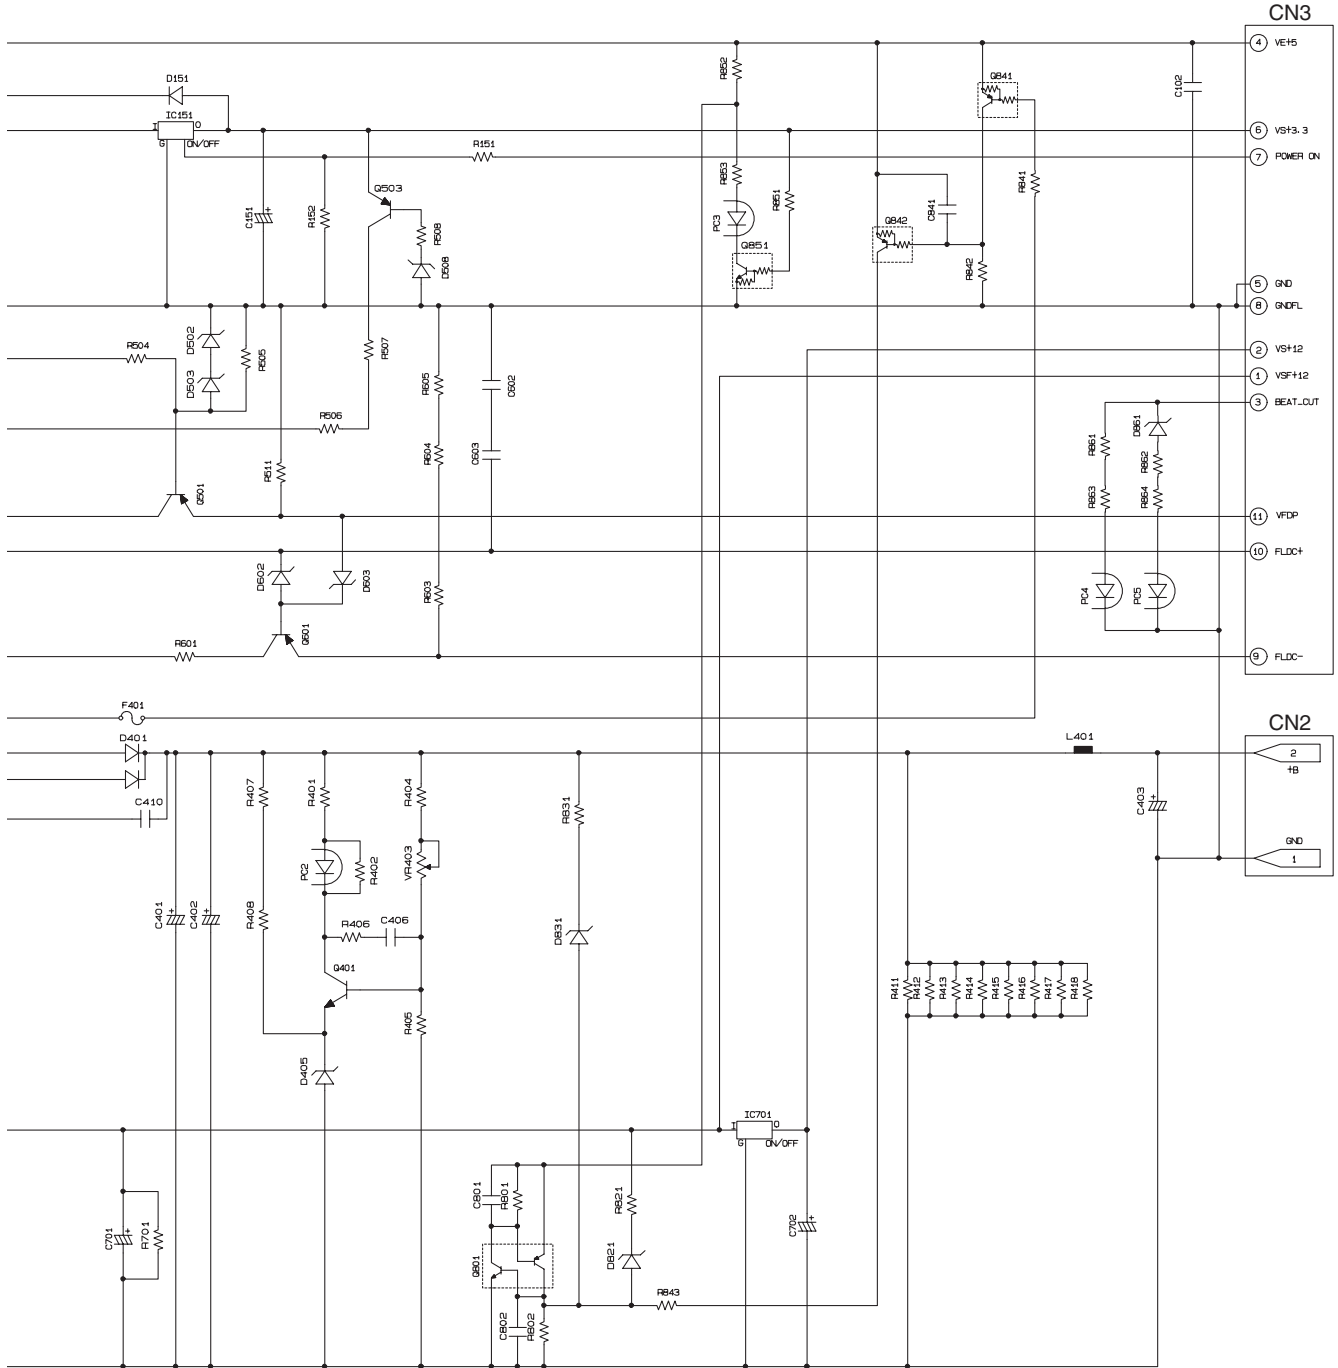 CN3
4 VE+5
R852
Q841
C102
D151
IC151
I
O
G
ON/OFF
6 VS+3.3
R151
7 POWER ON
R853
R851
R841
Q503
C151
R152
R508
D508
PC3
Q851
C841
Q842
R842
5 GND
8 GNDFL
D502
R504
D503
R505
R507
R605
C602
2 VS+12
1 VSF+12
3 BEAT_CUT
R506
R511
R604
C603
R861
D861
R862
R863
R864
Q501
11 VFDP
10 FLDC+
D602
D603
R603
PC4
PC5
R601
Q601
9 FLDC-
F401
CN2
D401
L401
2
+B
C410
R407
R401
R404
R831
C403
GND
1
PC2
R402
VR403
C401
C402
R408
R406
C406
D831
Q401
R405
R411
R412
R413
R414
R415
R416
R417
R418
D405
IC701
I
O
G
ON/OFF
C801
R801
R821
C701
R701
C702
Q801
D821
R843
C802
R802